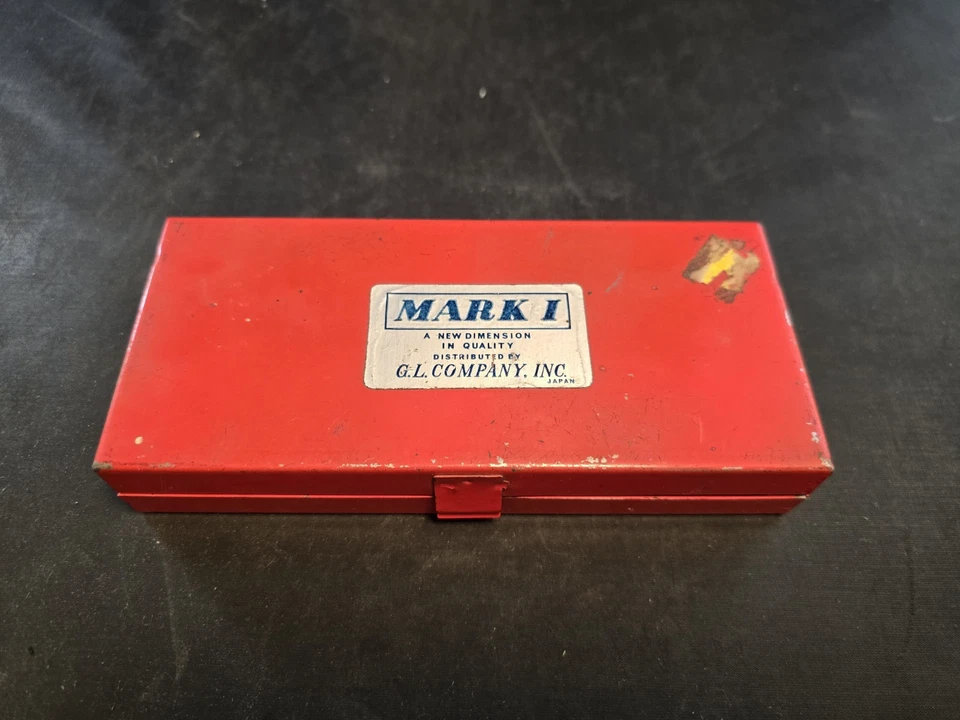 MARK I
A NEW DIMENSION
IN QUALITY
DISTRIBUTED BY
G.L. COMPANY, INC.
JAPAN